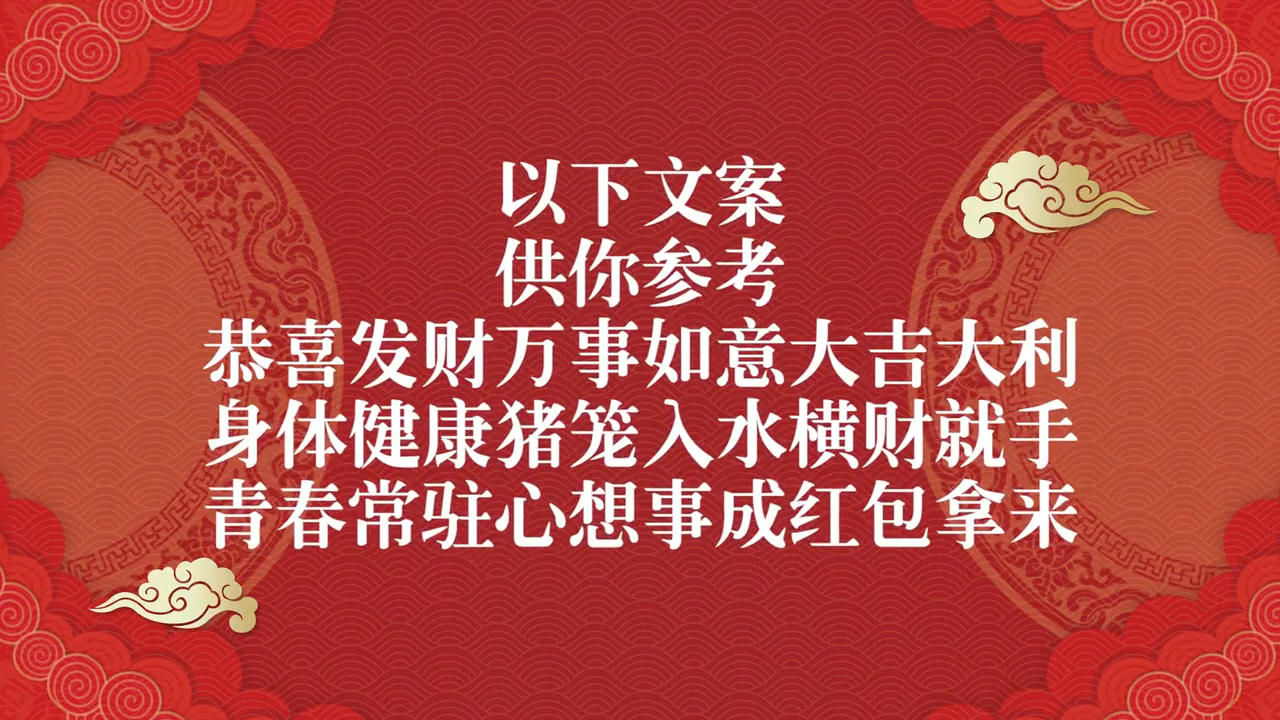 以下文案
供你参考
恭喜发财万事如意大吉大利
身体健康猪笼入水横财就手
青春常驻心想事成红包拿来